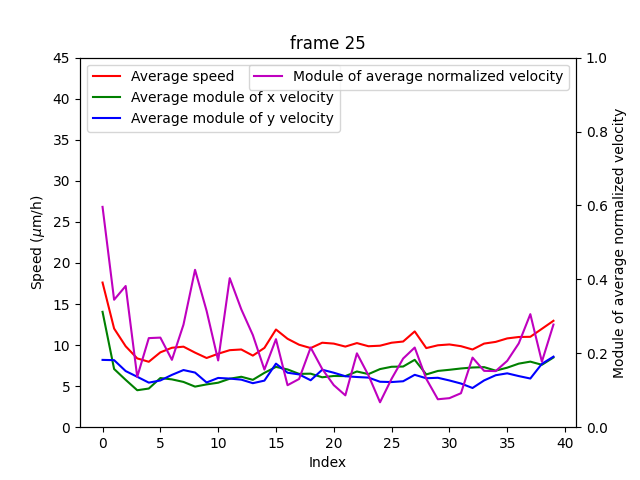 frame 25
Average speed
Average module of x velocity
Average module of y velocity
Module of average normalized velocity
Speed (μm/h)
45
40
35
30
25
20
15
10
5
0
1.0
0.8
0.6
0.4
0.2
0.0
Module of average normalized velocity
0 5 10 15 20 25 30 35 40
Index